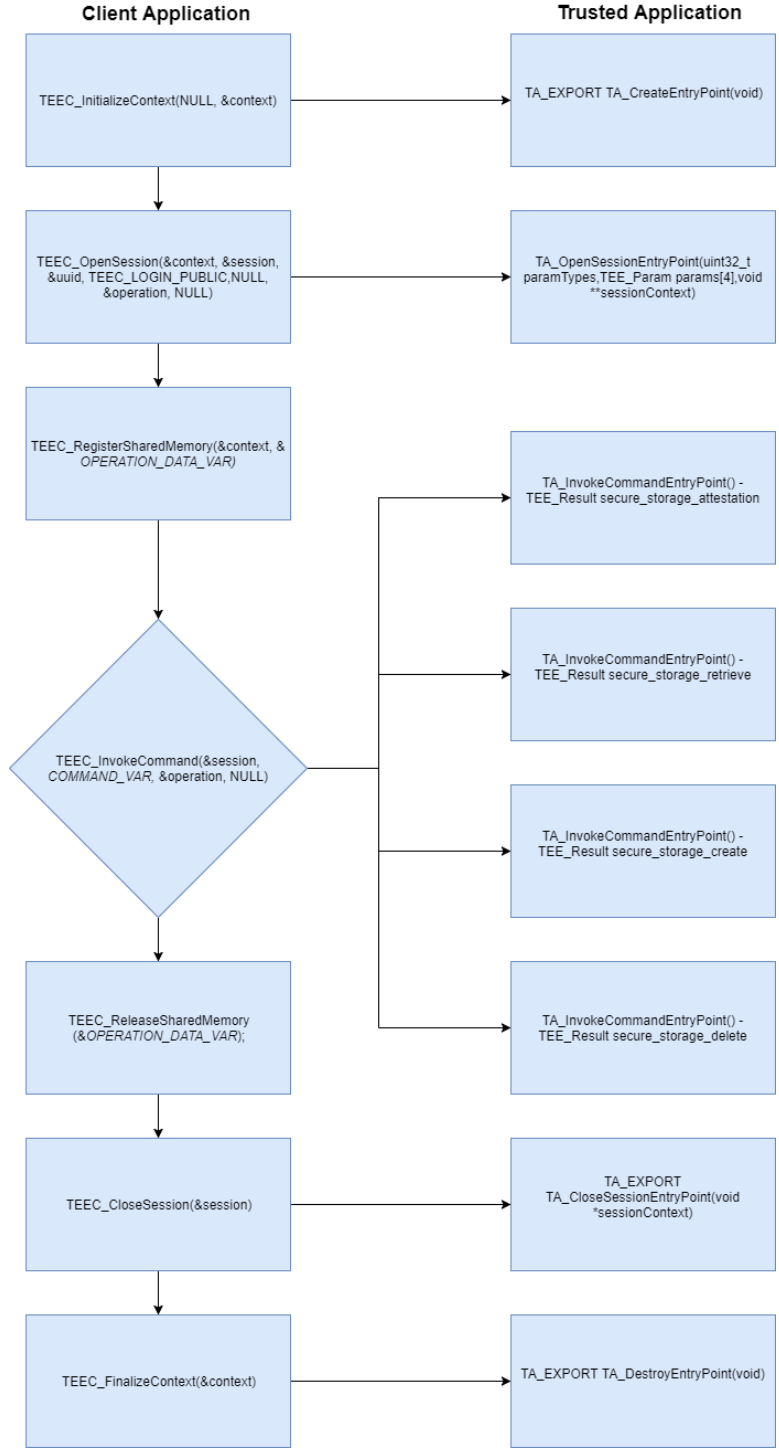 Client Application
Trusted Application
TEEC_InitializeContext(NULL, &context)
TA_EXPORT TA_CreateEntryPoint(void)
TEEC_OpenSession(&context, &session,
&uuid, TEEC_LOGIN_PUBLIC,NULL,
&operation, NULL)
TA_OpenSessionEntryPoint(uint32_t
paramTypes,TEE_Param params[4],void
**sessionContext)
TEEC_RegisterSharedMemory(&context, &
OPERATION_DATA_VAR)
TA_InvokeCommandEntryPoint() -
TEE_Result secure_storage_attestation
TA_InvokeCommandEntryPoint() -
TEE_Result secure_storage_retrieve
TEEC_InvokeCommand(&session,
COMMAND_VAR, &operation, NULL)
TA_InvokeCommandEntryPoint() -
TEE_Result secure_storage_create
TEEC_ReleaseSharedMemory
(&OPERATION_DATA_VAR);
TA_InvokeCommandEntryPoint() -
TEE_Result secure_storage_delete
TEEC_CloseSession(&session)
TA_EXPORT
TA_CloseSessionEntryPoint(void
*sessionContext)
TEEC_FinalizeContext(&context)
TA_EXPORT TA_DestroyEntryPoint(void)